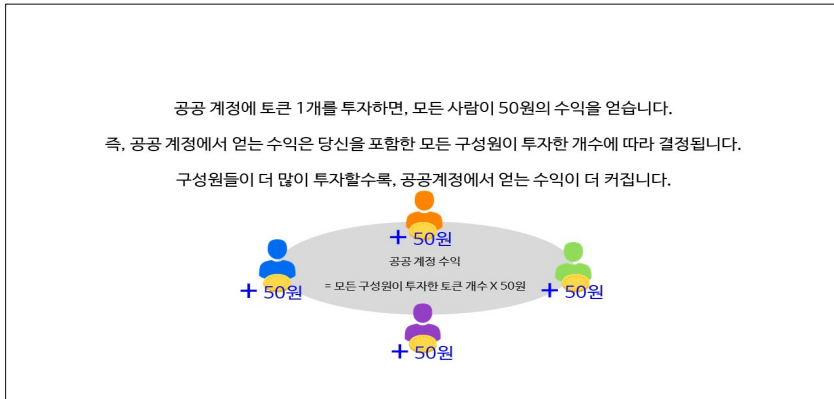 공공 계정에 토큰 1개를 투자하면, 모든 사람이 50원의 수익을 얻습니다.
즉, 공공 계정에서 얻는 수익은 당신을 포함한 모든 구성원이 투자한 개수에 따라 결정됩니다.
구성원들이 더 많이 투자할수록, 공공계정에서 얻는 수익이 더 커집니다.
+ 50원
공공 계정 수익
= 모든 구성원이 투자한 토큰 개수 X 50원
+ 50원
+ 50원
+ 50원